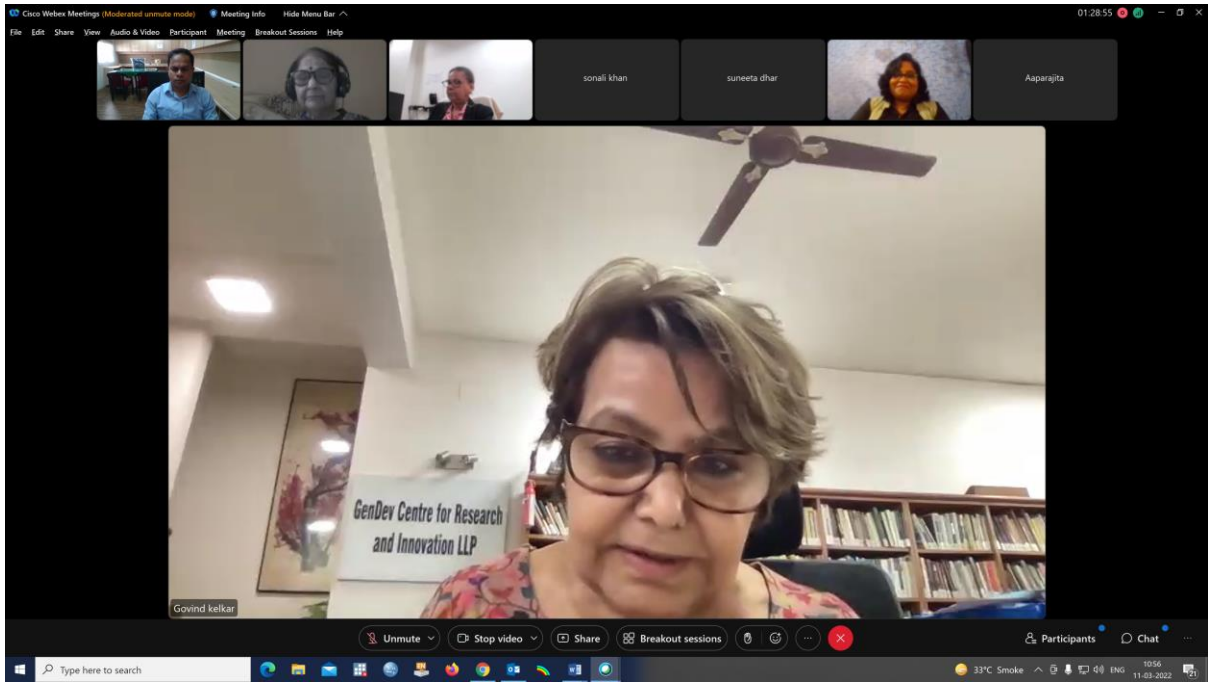 Cisco Webex Meetings (Moderated unmute mode) Meeting Info Hide Menu Bar 01:28:55
File Edit Share View Audio & Video Participant Meeting Breakout Sessions Help
sonali khan suneeta dhar Aaparajita
GenDev Centre for Research
and Innovation LLP
Govind kelkar
Unmute Stop video Share Breakout sessions Participants Chat
Type here to search 33°C Smoke ENG 10:56
11-03-2022 21